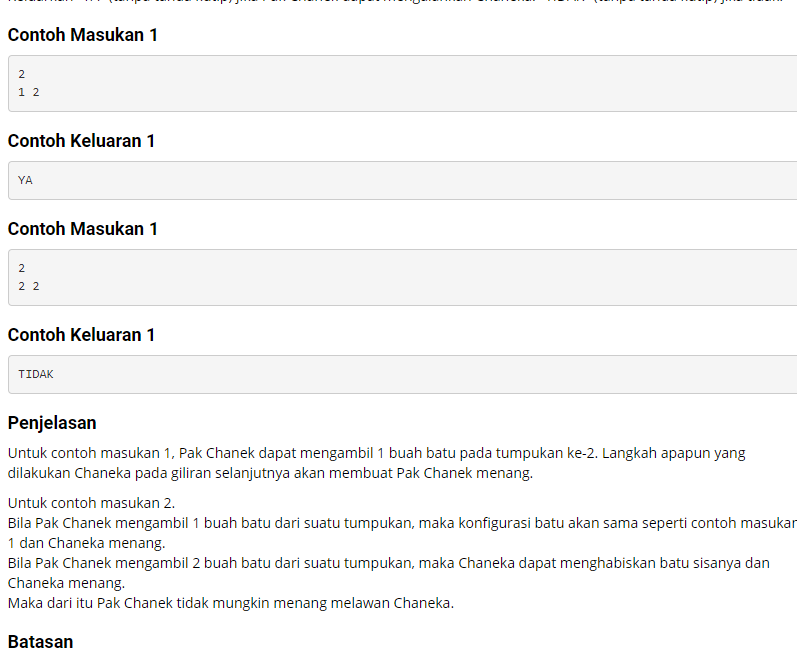 Contoh Masukan 1
2
1 2
Contoh Keluaran 1
YA
Contoh Masukan 1
2
2 2
Contoh Keluaran 1
TIDAK
Penjelasan
Untuk contoh masukan 1, Pak Chanek dapat mengambil 1 buah batu pada tumpukan ke-2. Langkah apapun yang
dilakukan Chaneka pada giliran selanjutnya akan membuat Pak Chanek menang.
Untuk contoh masukan 2.
Bila Pak Chanek mengambil 1 buah batu dari suatu tumpukan, maka konfigurasi batu akan sama seperti contoh masukan
1 dan Chaneka menang.
Bila Pak Chanek mengambil 2 buah batu dari suatu tumpukan, maka Chaneka dapat menghabiskan batu sisanya dan
Chaneka menang.
Maka dari itu Pak Chanek tidak mungkin menang melawan Chaneka.
Batasan